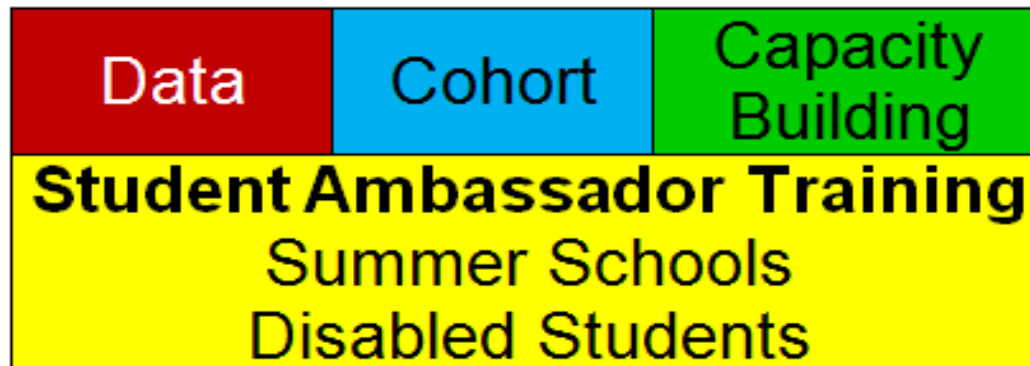 Data
Cohort
Capacity
Building
Student Ambassador Training
Summer Schools
Disabled Students